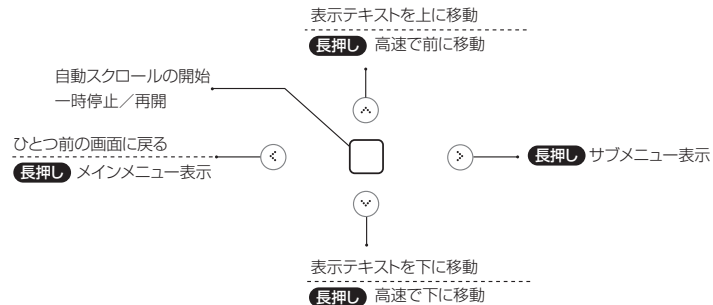 表示テキストを上に移動
長押し 高速で前に移動
自動スクロールの開始
一時停止／再開
ひとつ前の画面に戻る
長押し メインメニュー表示
長押し サブメニュー表示
表示テキストを下に移動
長押し 高速で下に移動